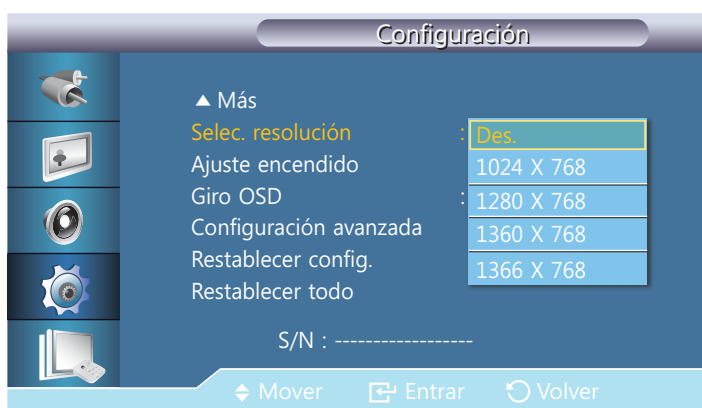 Configuración
▲ Más
Selec. resolución : Des.
Ajuste encendido 1024 X 768
Giro OSD : 1280 X 768
Configuración avanzada 1360 X 768
Restablecer config. 1366 X 768
Restablecer todo
S/N : ------------------
Mover Entrar Volver